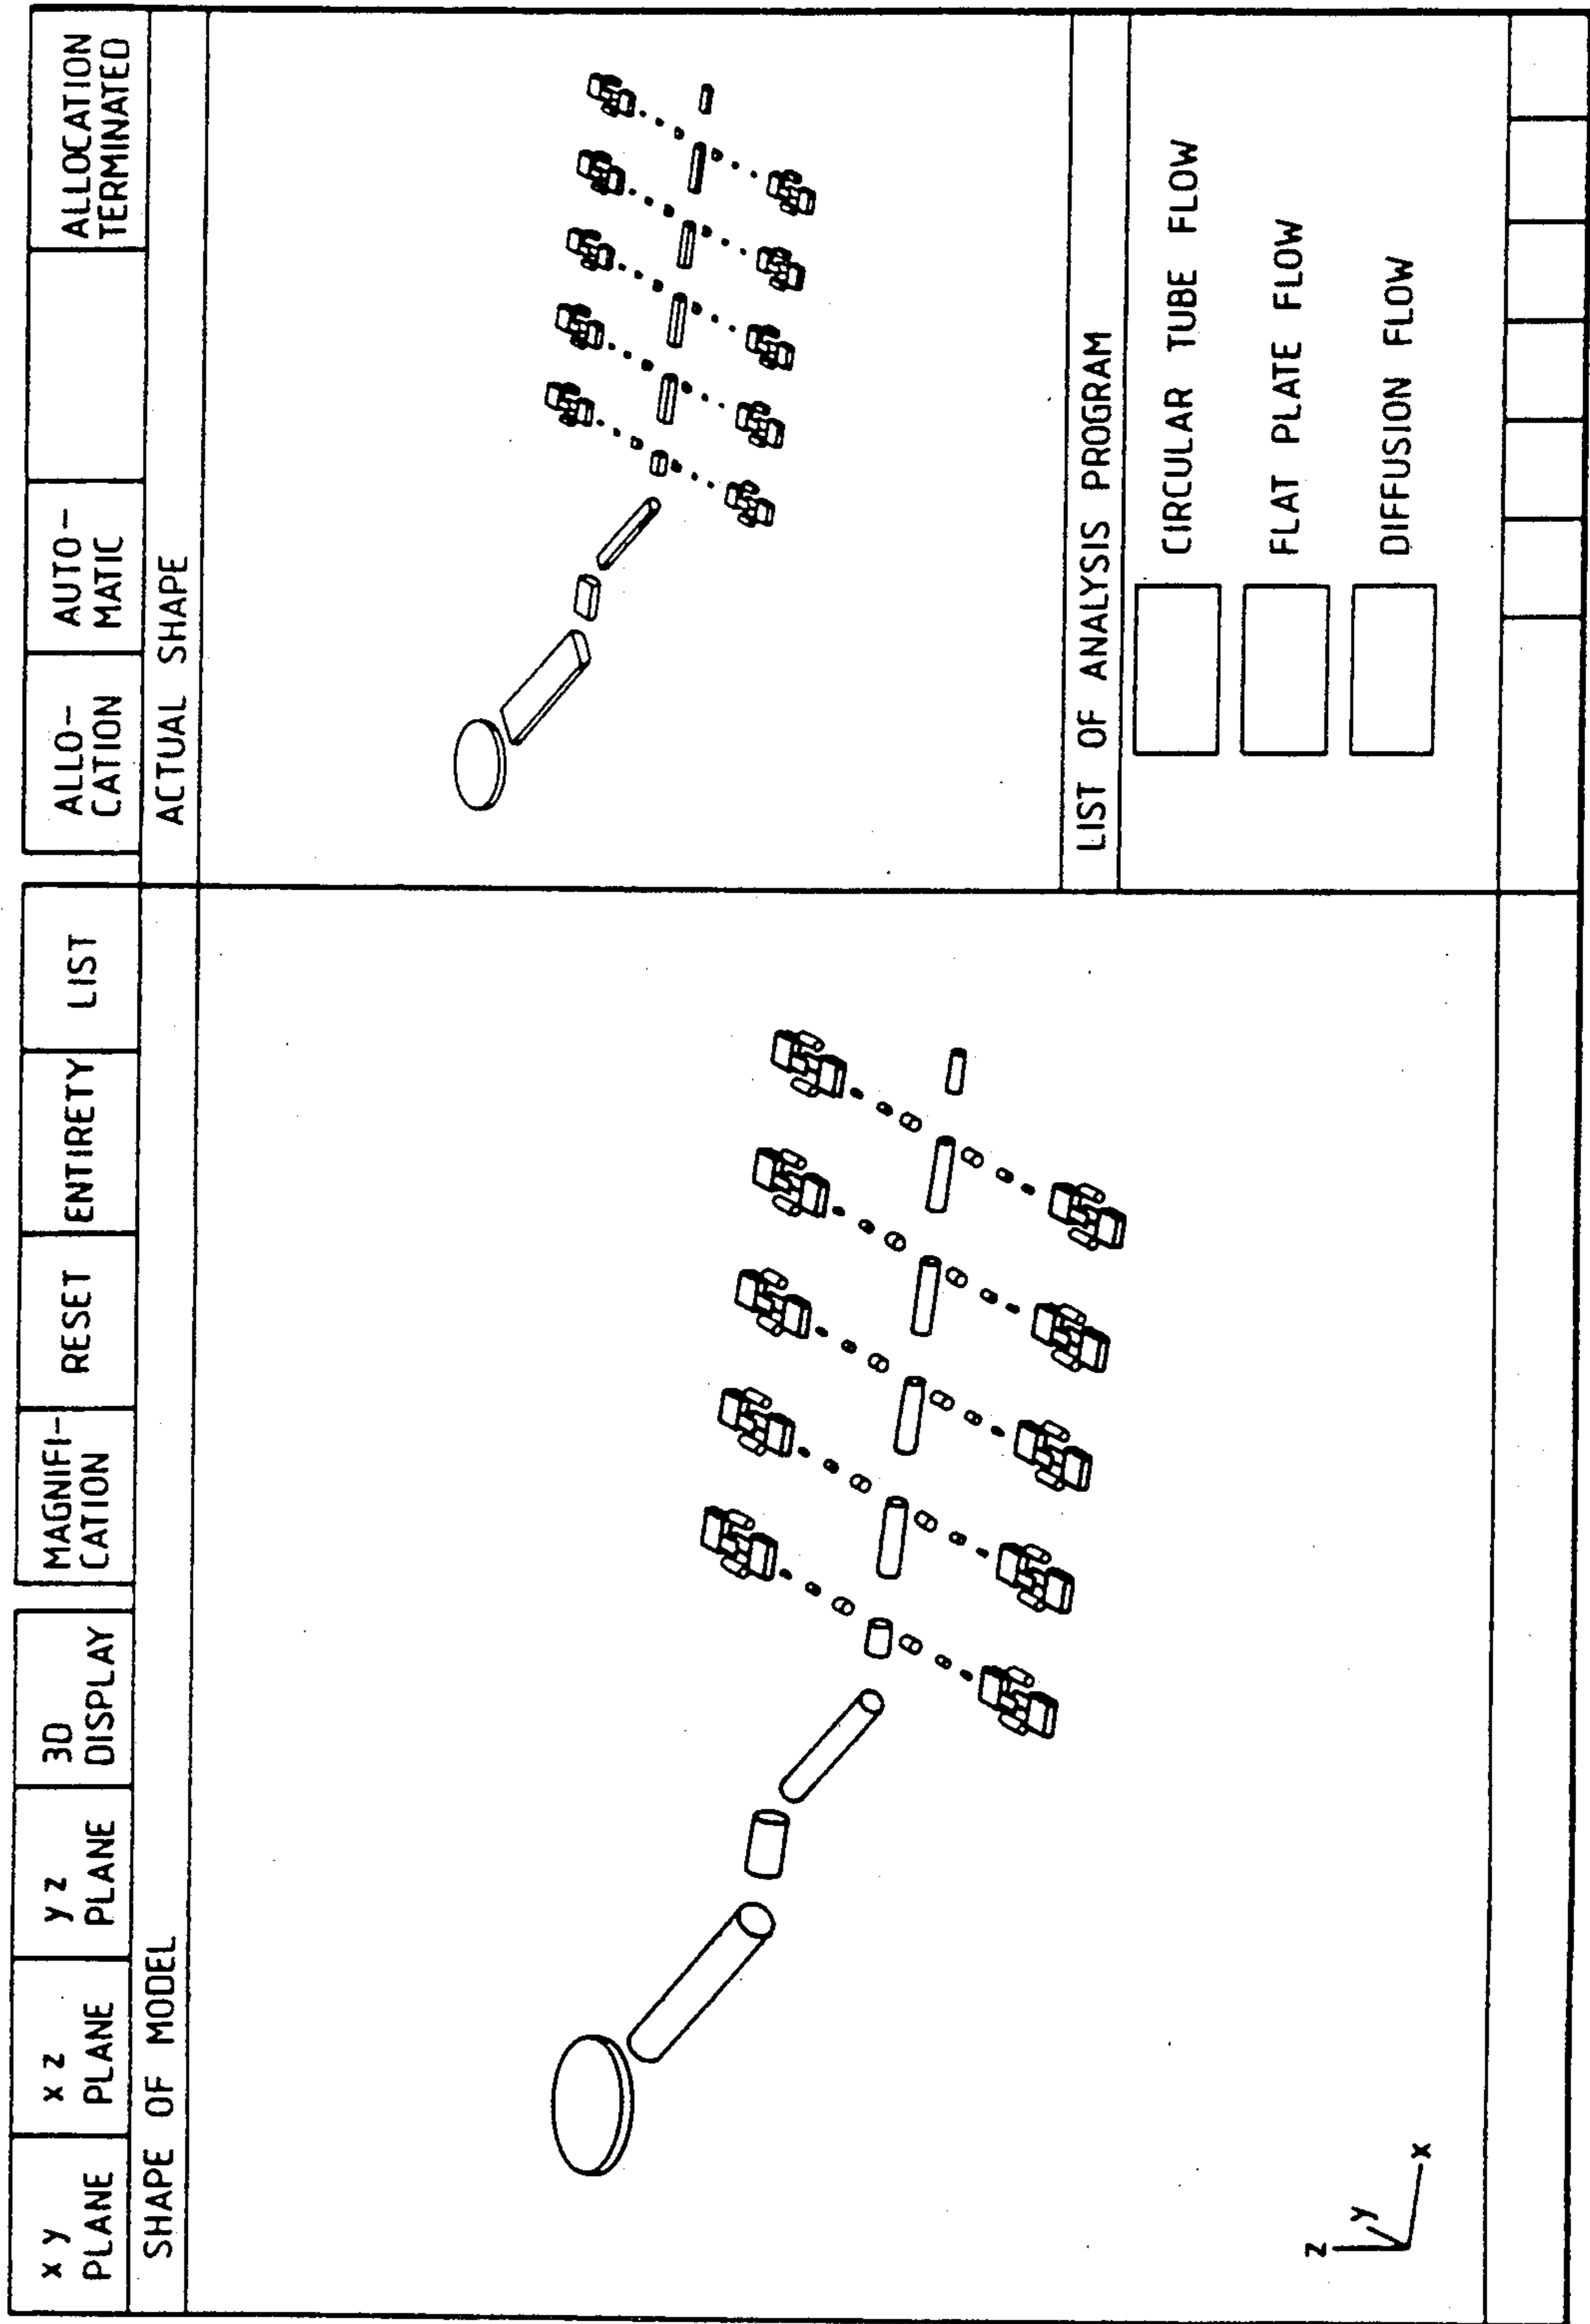 x y
PLANE
x z
PLANE
y z
PLANE
3D
DISPLAY
MAGNIFI-
CATION
RESET
ENTIRETY
LIST
ALLO-
CATION
AUTO-
MATIC
ALLOCATION
TERMINATED
SHAPE OF MODEL
ACTUAL SHAPE
z
y
x
LIST OF ANALYSIS PROGRAM
CIRCULAR TUBE FLOW
FLAT PLATE FLOW
DIFFUSION FLOW